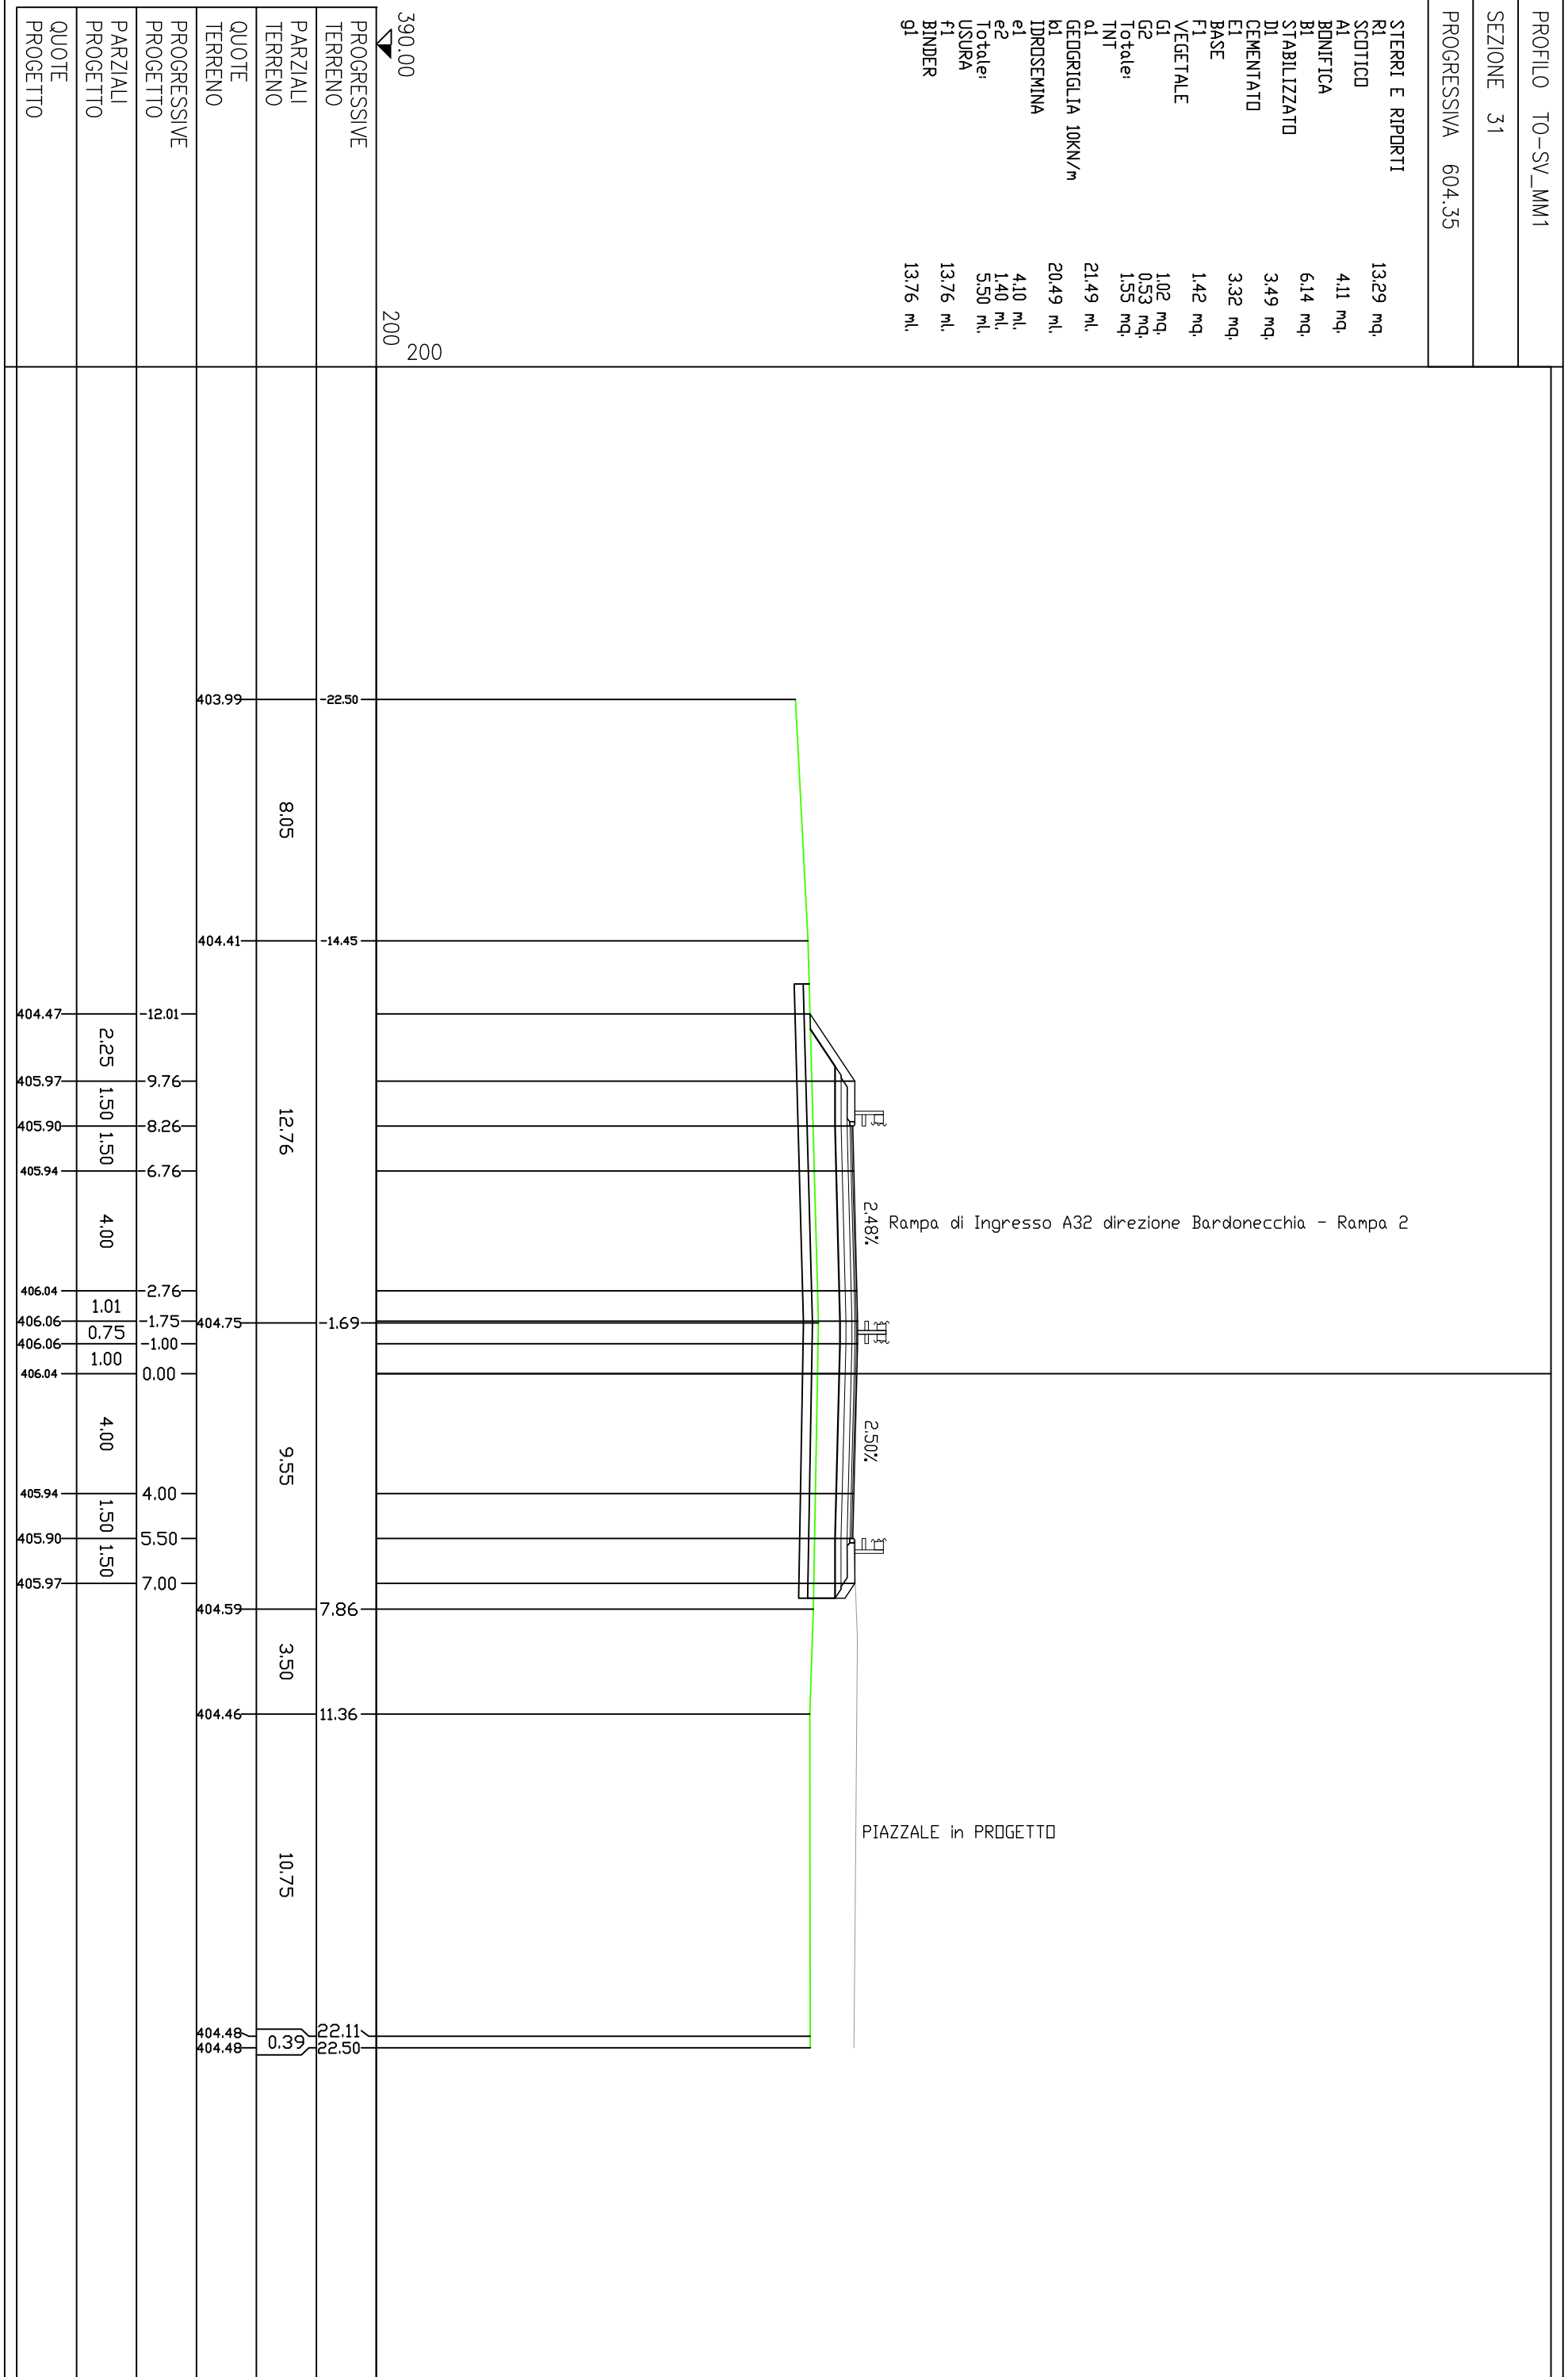 PROFILO TO-SV_MM1
SEZIONE 31
PROGRESSIVA 604.35
STERRI E RIPORTI
R1 13.29 mq.
SCOTICO
A1 4.11 mq.
BONIFICA
B1 6.14 mq.
STABILIZZATO
D1 3.49 mq.
CEMENTATO
E1 3.32 mq.
BASE
F1 1.42 mq.
VEGETALE
G1 1.02 mq.
G2 0.53 mq.
Totale: 1.55 mq.
TNT
a1 21.49 ml.
GEOGRIGLIA 10KN/m
b1 20.49 ml.
IDROSEMINA
e1 4.10 ml.
e2 1.40 ml.
Totale: 5.50 ml.
USURA
f1 13.76 ml.
BINDER
g1 13.76 ml.
Rampa di Ingresso A32 direzione Bardonecchia - Rampa 2
2.48% 2.50%
PIAZZALE in PROGETTO
390.00
200
200
PROGRESSIVE
TERRENO
-22.50 -14.45 -1.69 7.86 11.36 22.11 22.50
PARZIALI
TERRENO
8.05 12.76 9.55 3.50 10.75 0.39
QUOTE
TERRENO
403.99 404.41 404.75 404.59 404.46 404.48 404.48
PROGRESSIVE
PROGETTO
-12.01 -9.76 -8.26 -6.76 -2.76 -1.75 -1.00 0.00 4.00 5.50 7.00
PARZIALI
PROGETTO
2.25 1.50 1.50 4.00 1.01 0.75 1.00 4.00 1.50 1.50
QUOTE
PROGETTO
404.47 405.97 405.90 405.94 406.04 406.06 406.06 406.04 405.94 405.90 405.97